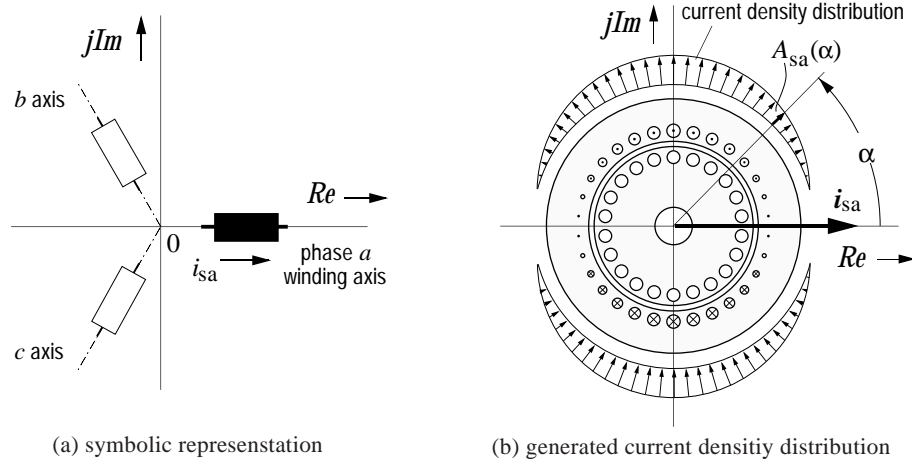 jIm
b axis
Re
0
i_sa
phase a
winding axis
c axis
(a) symbolic represenstation
current density distribution
jIm
A_sa(α)
α
i_sa
Re
(b) generated current densitiy distribution